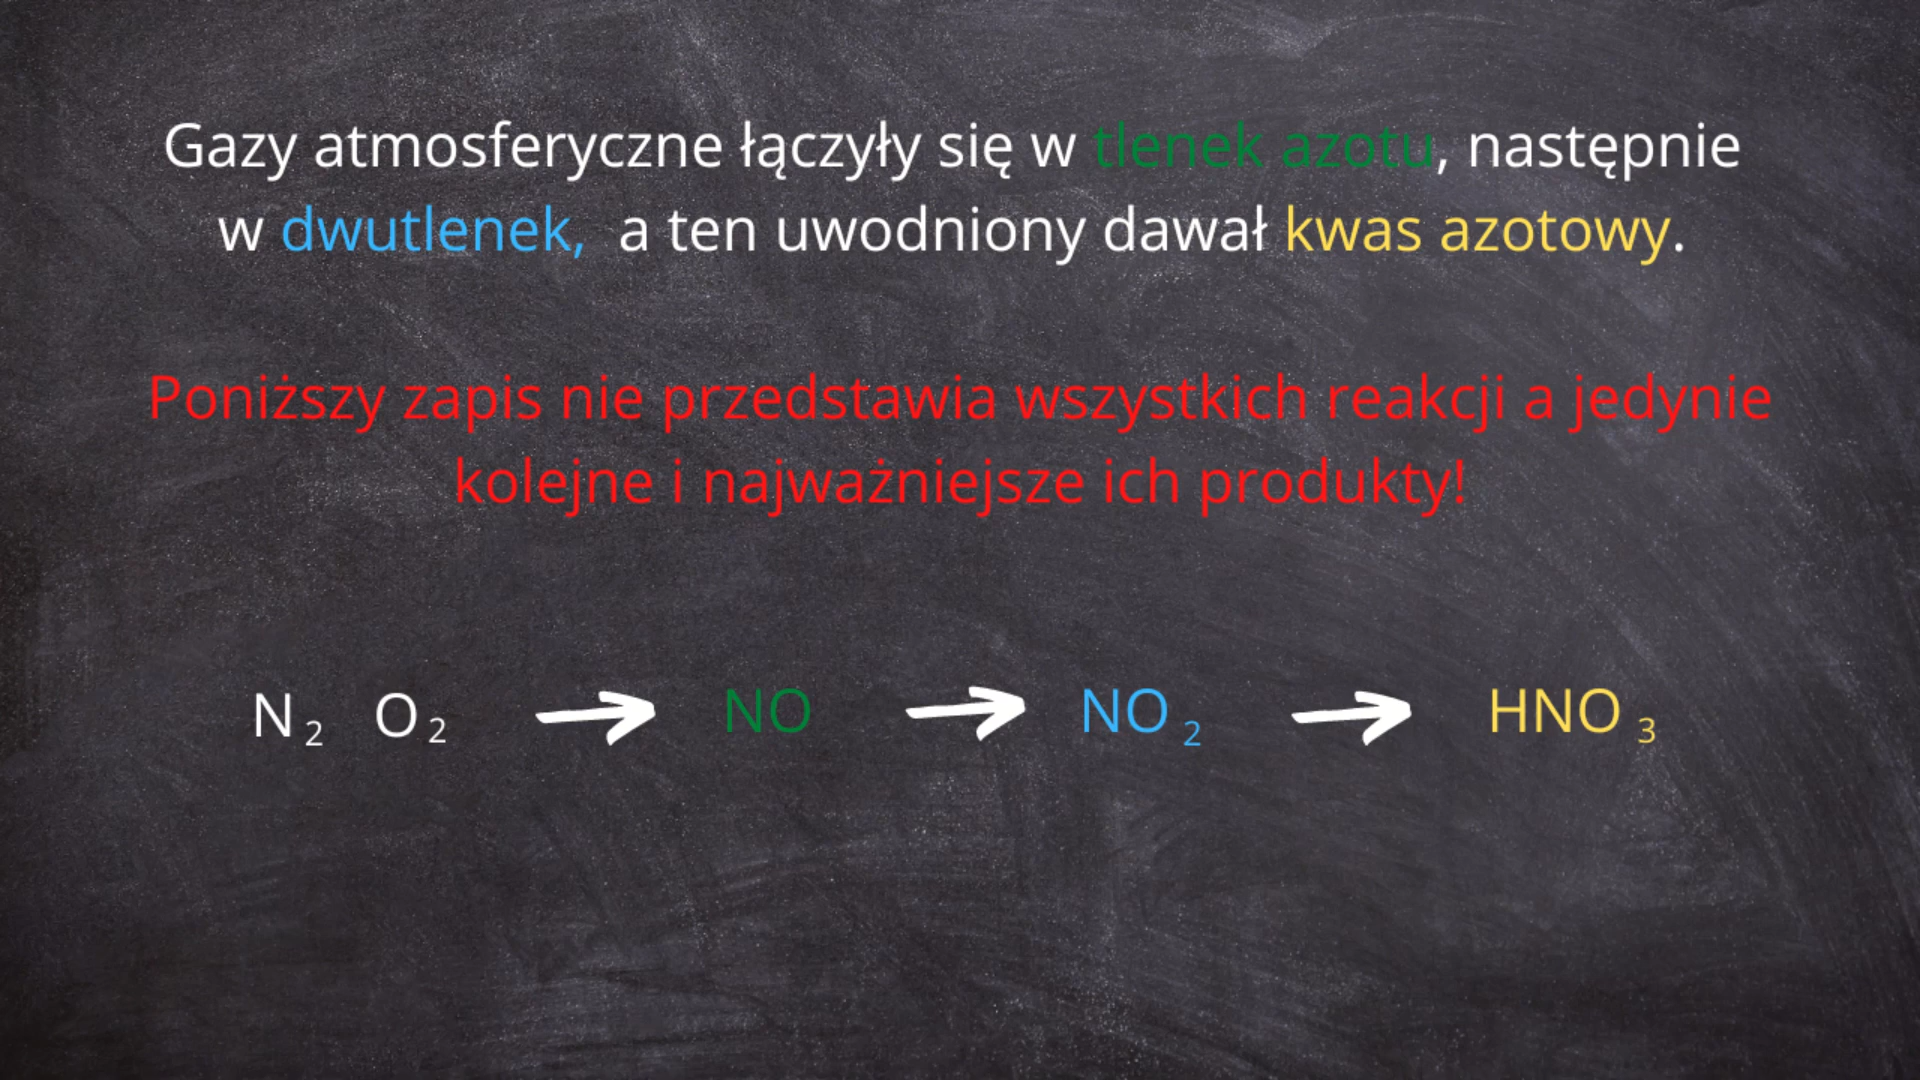 Gazy atmosferyczne łączyły się w tlenek azotu, następnie
w dwutlenek, a ten uwodniony dawał kwas azotowy.
Poniższy zapis nie przedstawia wszystkich reakcji a jedynie
kolejne i najważniejsze ich produkty!
N₂ O₂ → NO → NO₂ → HNO₃